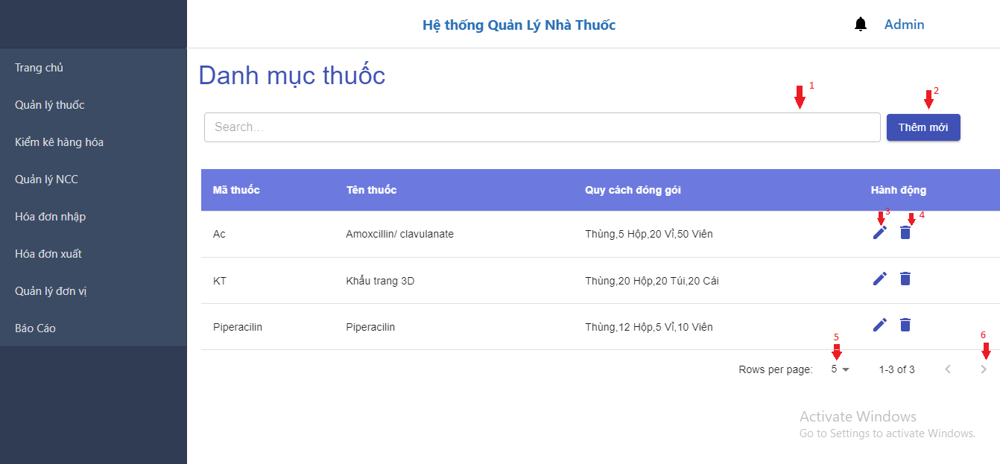 Hệ thống Quản Lý Nhà Thuốc
Admin
Trang chủ
Quản lý thuốc
Kiểm kê hàng hóa
Quản lý NCC
Hóa đơn nhập
Hóa đơn xuất
Quản lý đơn vị
Báo Cáo
Danh mục thuốc
1
2
Search...
Thêm mới
Mã thuốc Tên thuốc Quy cách đóng gói Hành động
3 4
Ac Amoxcillin/ clavulanate Thùng,5 Hộp,20 Vỉ,50 Viên
KT Khẩu trang 3D Thùng,20 Hộp,20 Túi,20 Cái
Piperacilin Piperacilin Thùng,12 Hộp,5 Vỉ,10 Viên
5 6
Rows per page: 5 1-3 of 3
Activate Windows
Go to Settings to activate Windows.